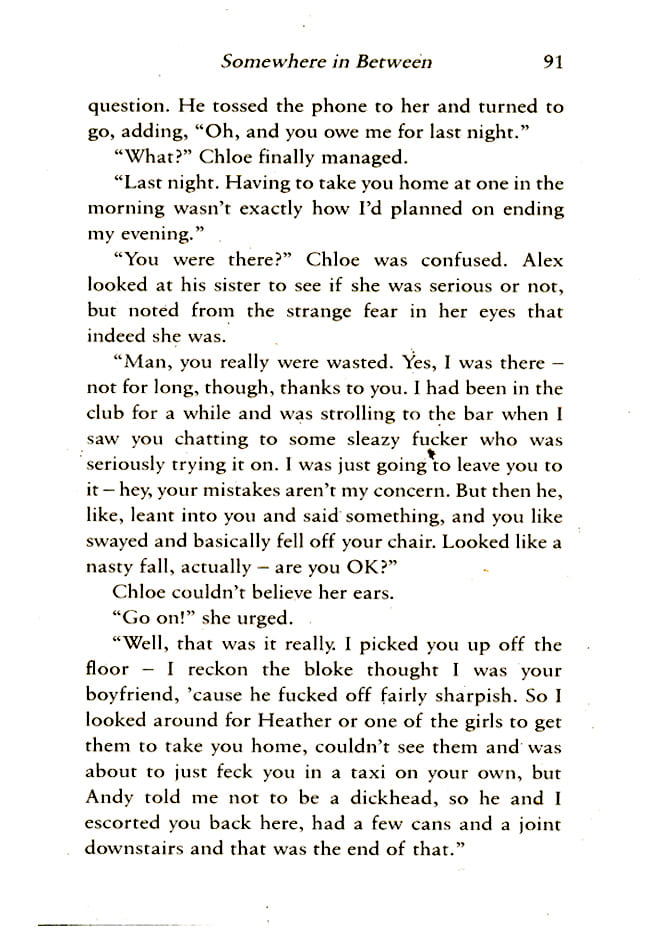 Somewhere in Between 91
question. He tossed the phone to her and turned to
go, adding, “Oh, and you owe me for last night.”
“What?” Chloe finally managed.
“Last night. Having to take you home at one in the
morning wasn’t exactly how I’d planned on ending
my evening.”
“You were there?” Chloe was confused. Alex
looked at his sister to see if she was serious or not,
but noted from the strange fear in her eyes that
indeed she was.
“Man, you really were wasted. Yes, I was there –
not for long, though, thanks to you. I had been in the
club for a while and was strolling to the bar when I
saw you chatting to some sleazy fucker who was
seriously trying it on. I was just going to leave you to
it – hey, your mistakes aren’t my concern. But then he,
like, leant into you and said something, and you like
swayed and basically fell off your chair. Looked like a
nasty fall, actually – are you OK?”
Chloe couldn’t believe her ears.
“Go on!” she urged.
“Well, that was it really. I picked you up off the
floor – I reckon the bloke thought I was your
boyfriend, ’cause he fucked off fairly sharpish. So I
looked around for Heather or one of the girls to get
them to take you home, couldn’t see them and was
about to just feck you in a taxi on your own, but
Andy told me not to be a dickhead, so he and I
escorted you back here, had a few cans and a joint
downstairs and that was the end of that.”